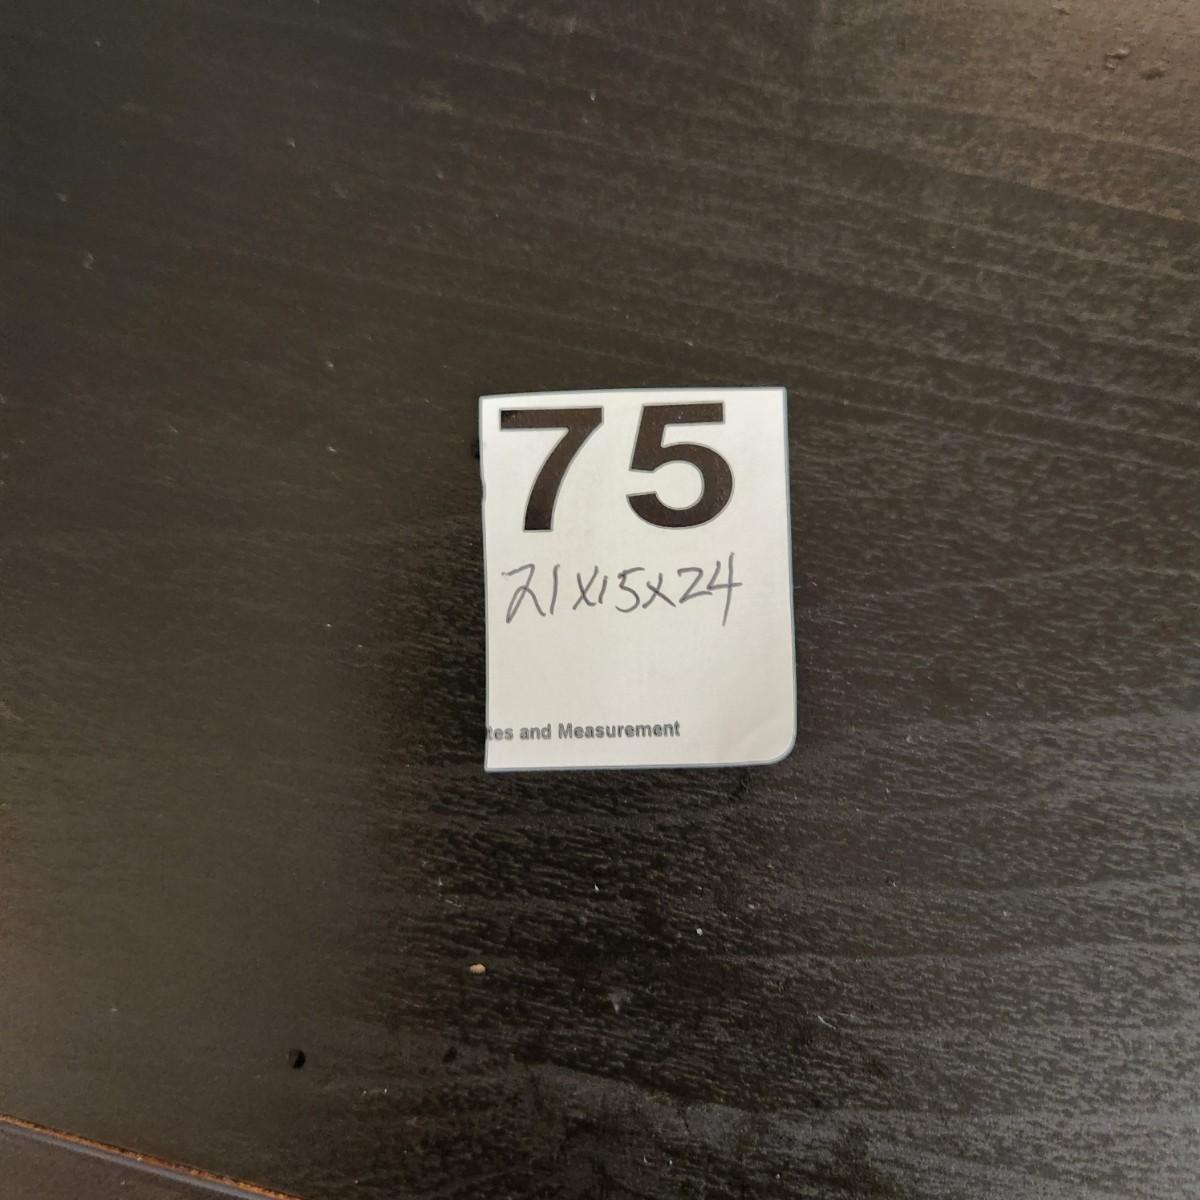 75
21x15x24
tes and Measurement